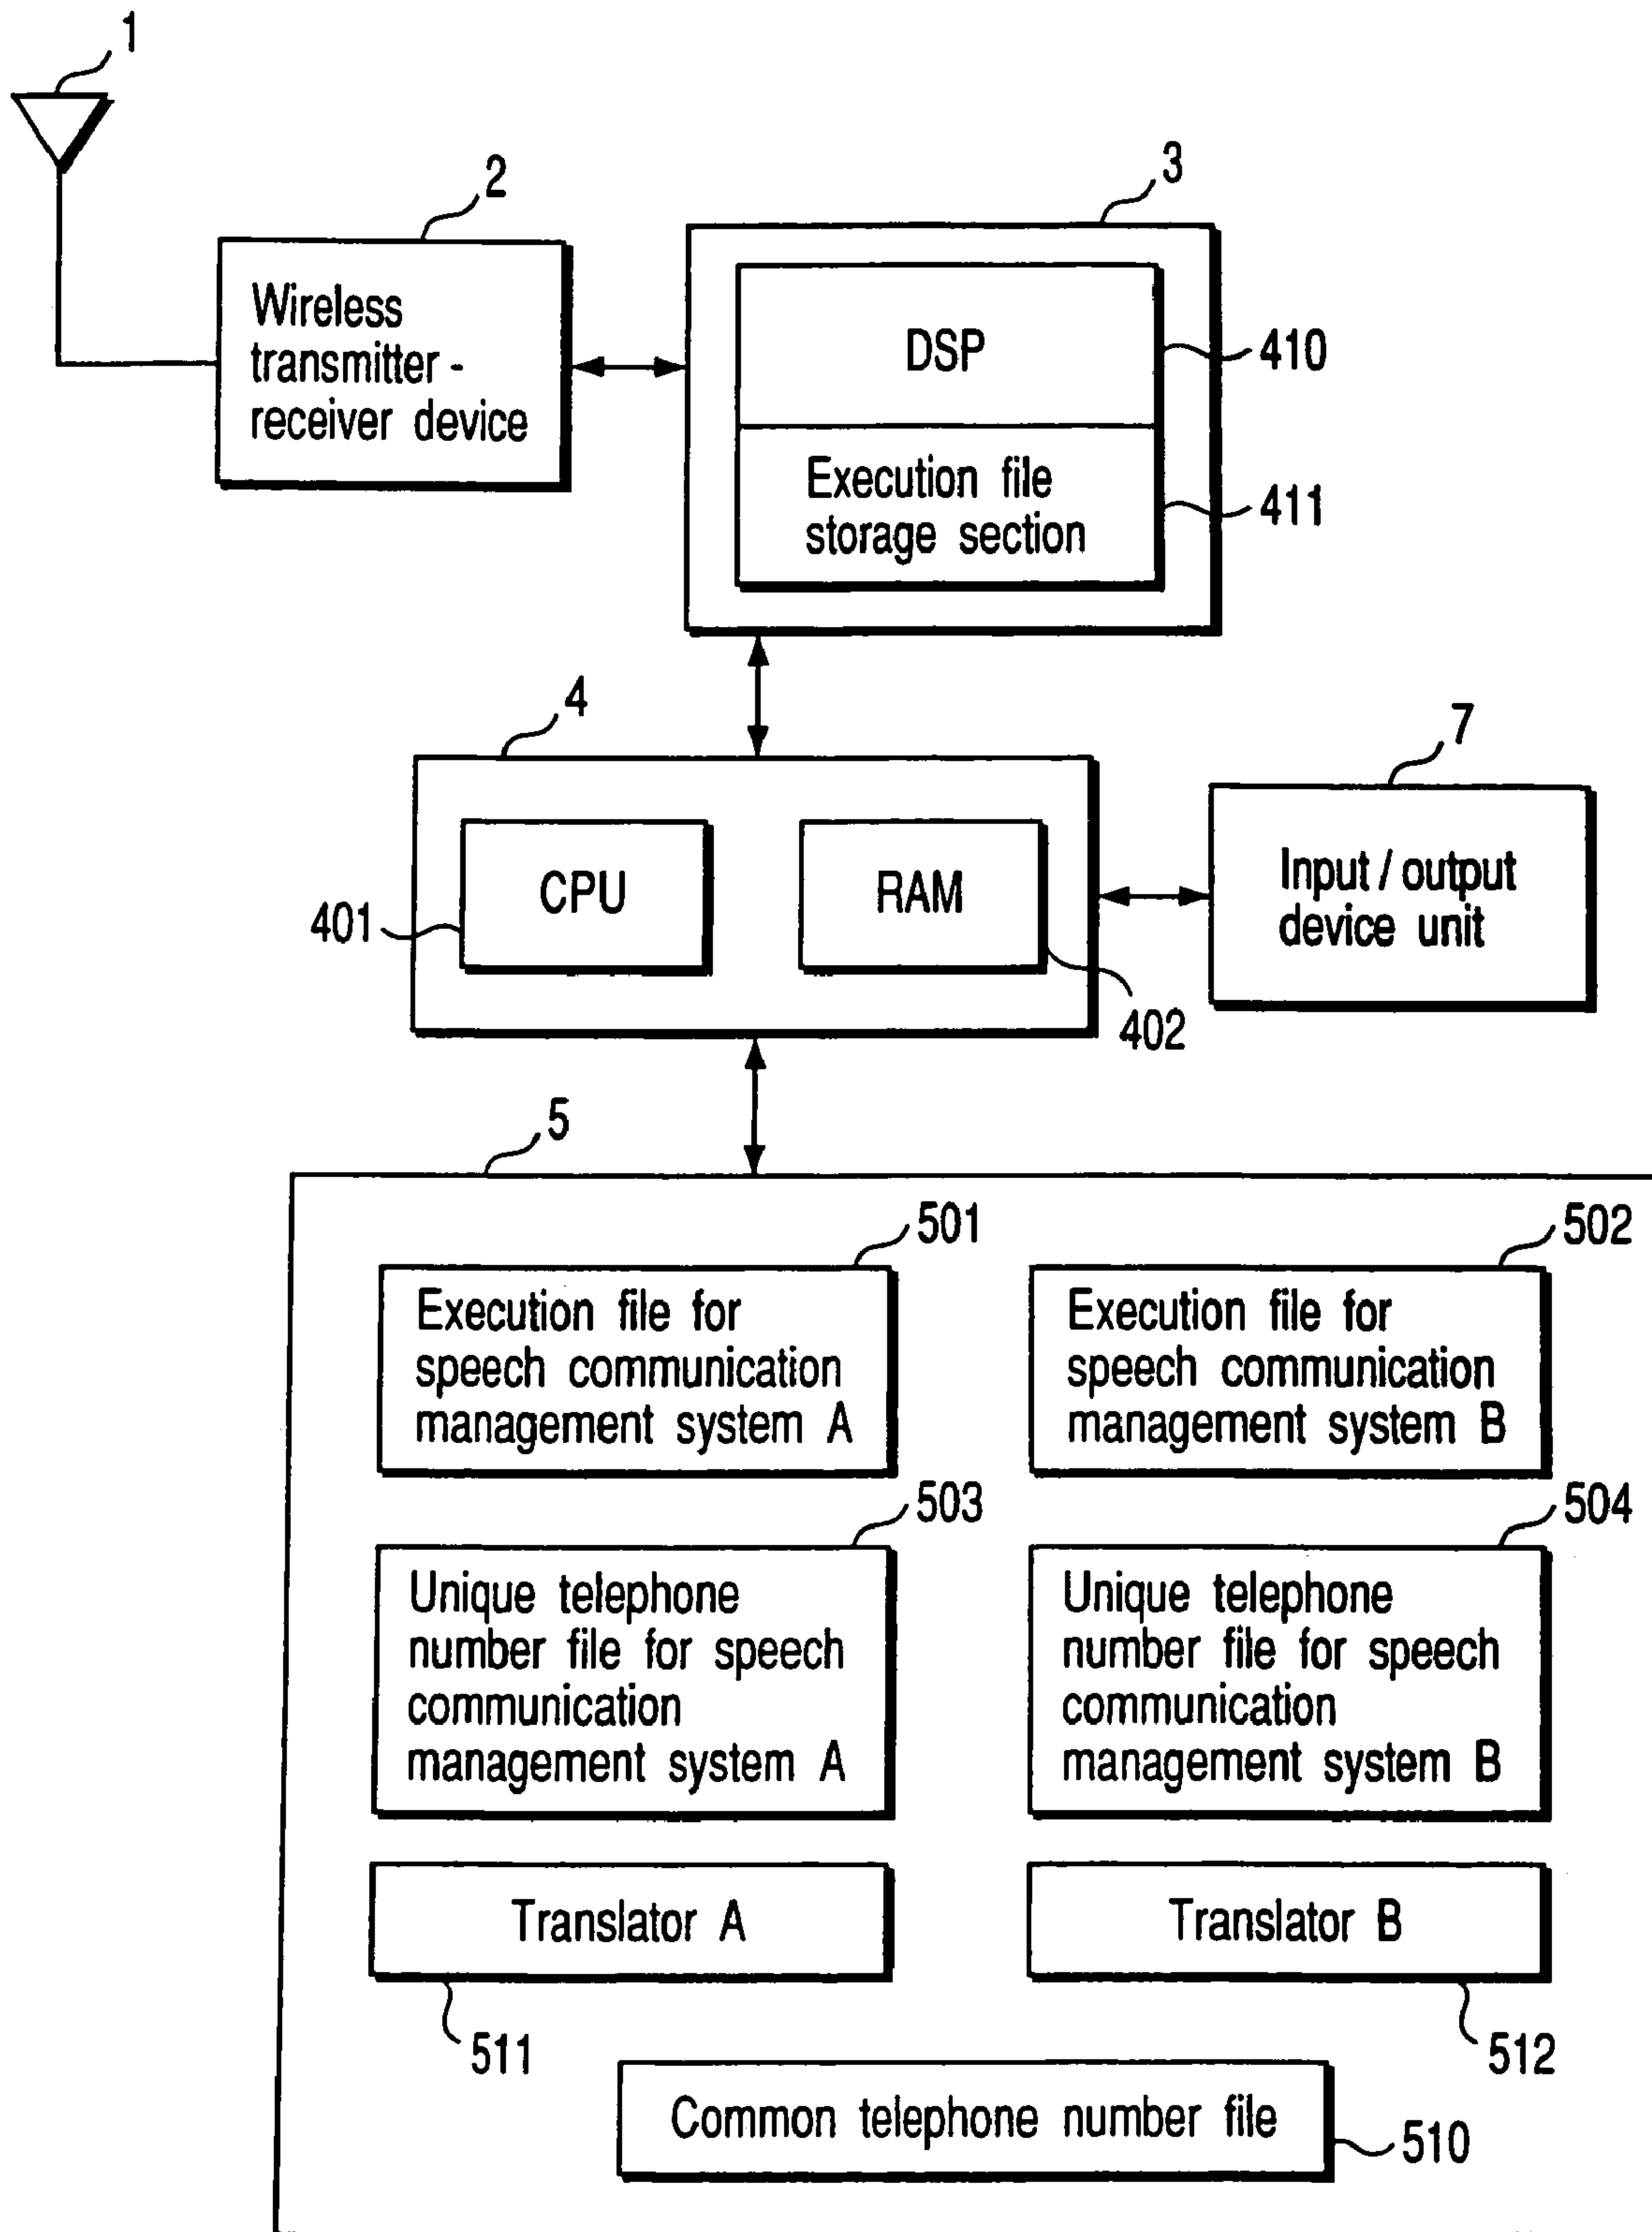 1
2
3
Wireless
transmitter -
receiver device
DSP
410
Execution file
storage section
411
4
7
CPU
RAM
401
402
Input / output
device unit
5
501
502
Execution file for
speech communication
management system A
Execution file for
speech communication
management system B
503
504
Unique telephone
number file for speech
communication
management system A
Unique telephone
number file for speech
communication
management system B
Translator A
Translator B
511
512
Common telephone number file
510